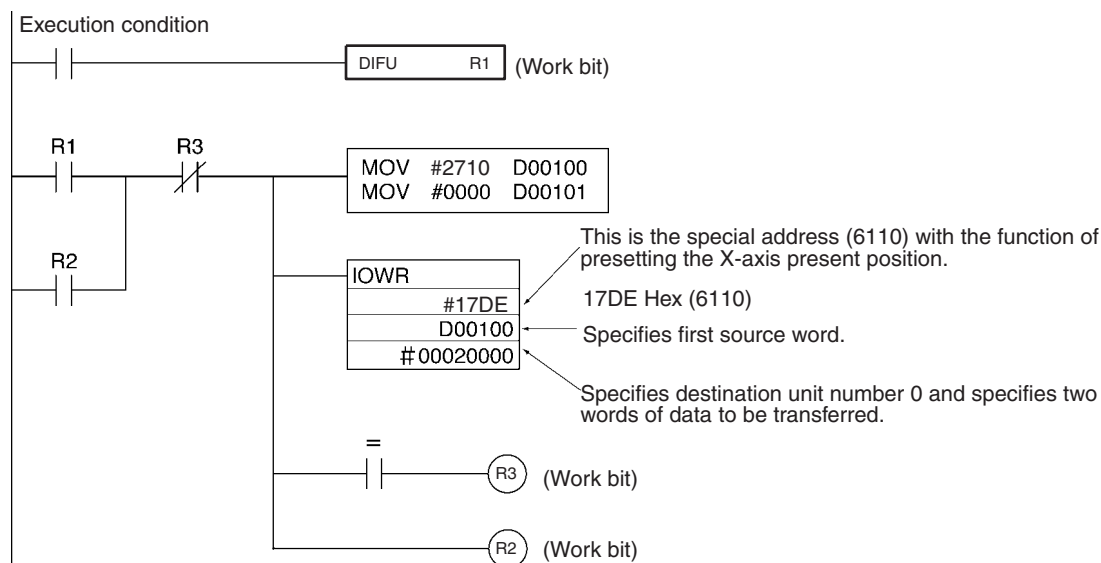 Execution condition
DIFU R1 (Work bit)
R1 R3
MOV #2710 D00100
MOV #0000 D00101
This is the special address (6110) with the function of
presetting the X-axis present position.
R2
IOWR
#17DE
17DE Hex (6110)
D00100
Specifies first source word.
#00020000
Specifies destination unit number 0 and specifies two
words of data to be transferred.
=
R3 (Work bit)
R2 (Work bit)